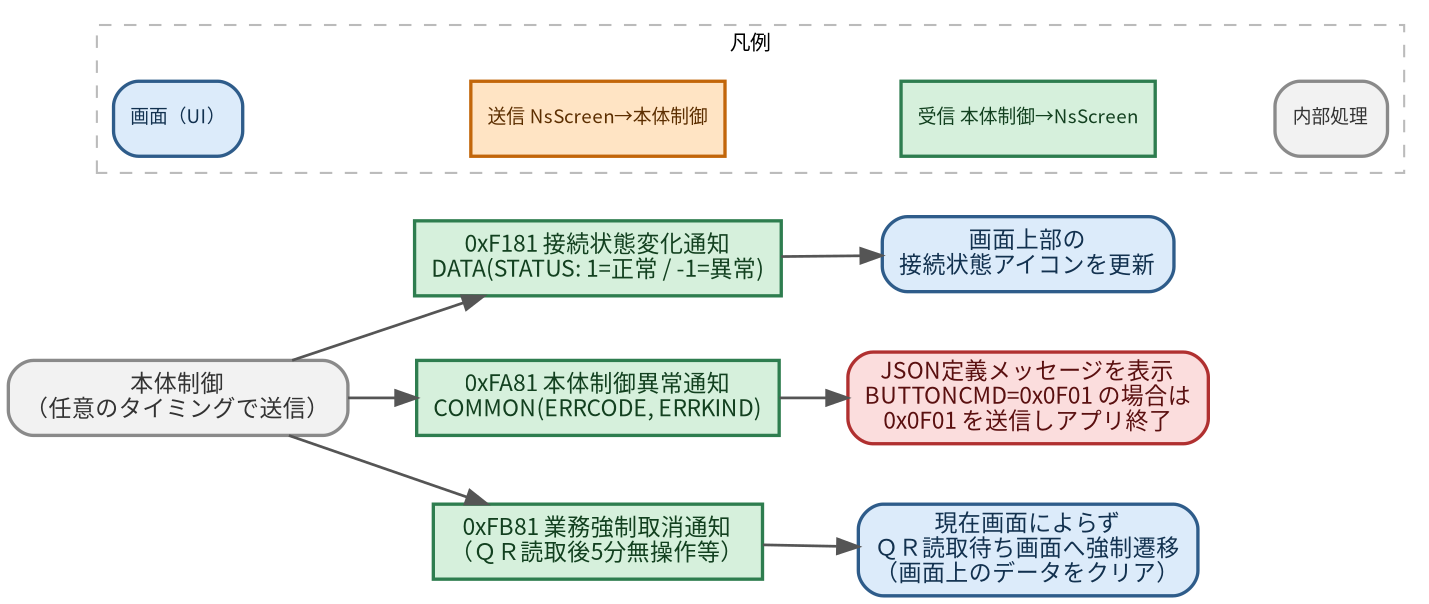 凡例
画面（UI）
送信 NsScreen→本体制御
受信 本体制御→NsScreen
内部処理
0xF181 接続状態変化通知
DATA(STATUS: 1=正常 / -1=異常)
画面上部の
接続状態アイコンを更新
本体制御
（任意のタイミングで送信）
0xFA81 本体制御異常通知
COMMON(ERRCODE, ERRKIND)
JSON定義メッセージを表示
BUTTONCMD=0x0F01 の場合は
0x0F01 を送信しアプリ終了
0xFB81 業務強制取消通知
（ＱＲ読取後5分無操作等）
現在画面によらず
ＱＲ読取待ち画面へ強制遷移
（画面上のデータをクリア）